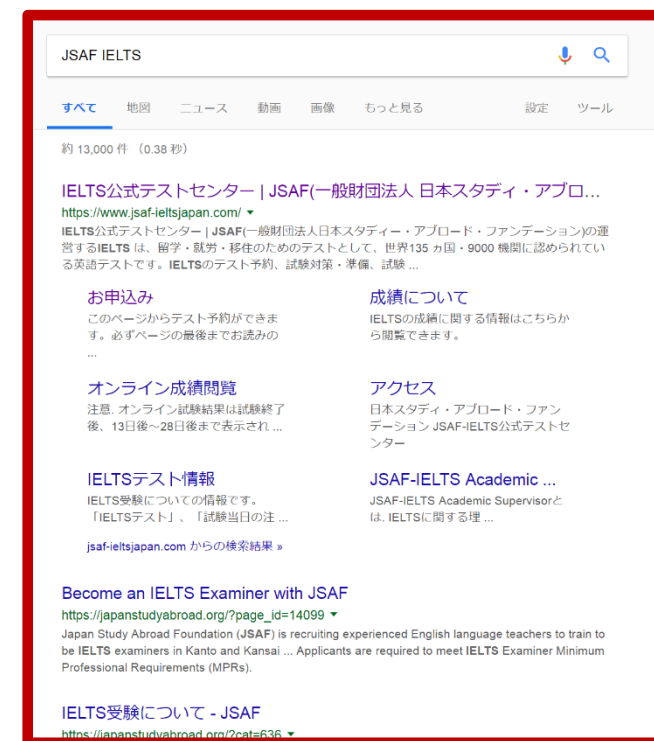 JSAF IELTS
すべて 地図 ニュース 動画 画像 もっと見る 設定 ツール
約 13,000 件 （0.38 秒）
IELTS公式テストセンター | JSAF(一般財団法人 日本スタディ・アブロ...
https://www.jsaf-ieltsjapan.com/
IELTS公式テストセンター | JSAF(一般財団法人日本スタディー・アブロード・ファンデーション)の運
営するIELTS は、留学・就労・移住のためのテストとして、世界135 ヵ国・9000 機関に認められてい
る英語テストです。IELTSのテスト予約、試験対策・準備、試験 ...
お申込み
このページからテスト予約ができま
す。必ずページの最後までお読みの
...
成績について
IELTSの成績に関する情報はこちらか
ら閲覧できます。
オンライン成績閲覧
注意. オンライン試験結果は試験終了
後、13日後～28日後まで表示され ...
アクセス
日本スタディ・アブロード・ファン
デーション JSAF-IELTS公式テストセ
ンター
IELTSテスト情報
IELTS受験についての情報です。
「IELTSテスト」、「試験当日の注 ...
JSAF-IELTS Academic ...
JSAF-IELTS Academic Supervisorと
は. IELTSに関する理 ...
jsaf-ieltsjapan.com からの検索結果 »
Become an IELTS Examiner with JSAF
https://japanstudyabroad.org/?page_id=14099
Japan Study Abroad Foundation (JSAF) is recruiting experienced English language teachers to train to
be IELTS examiners in Kanto and Kansai ... Applicants are required to meet IELTS Examiner Minimum
Professional Requirements (MPRs).
IELTS受験について - JSAF
https://japanstudyabroad.org/?cat=636